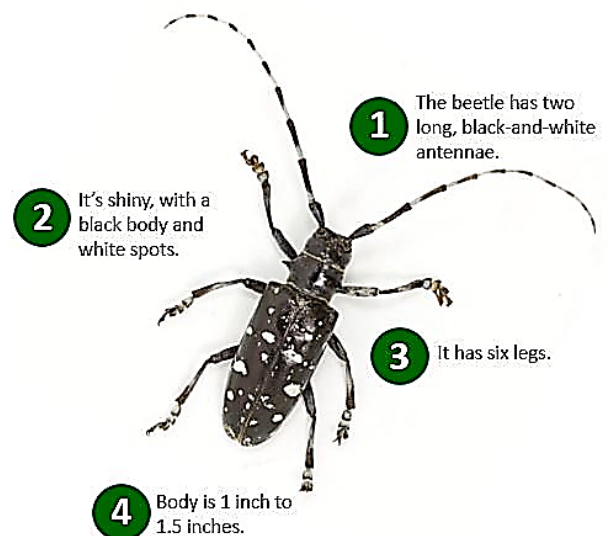 1
The beetle has two
long, black-and-white
antennae.
2
It's shiny, with a
black body and
white spots.
3
It has six legs.
4
Body is 1 inch to
1.5 inches.